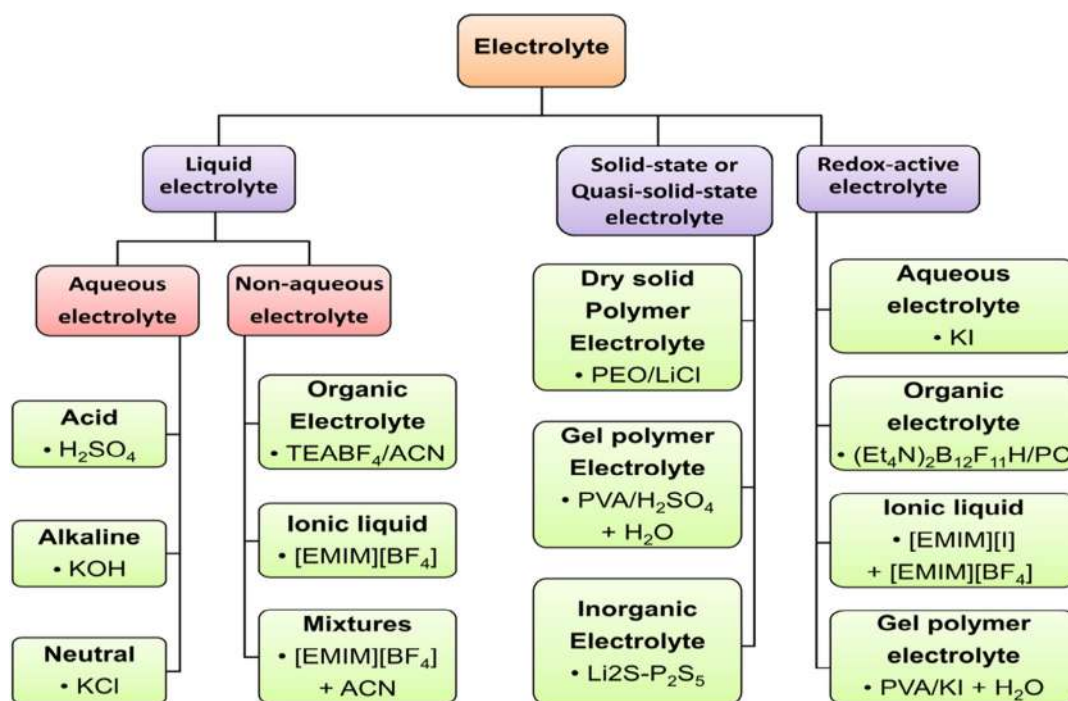 Electrolyte
Liquid
electrolyte
Solid-state or
Quasi-solid-state
electrolyte
Redox-active
electrolyte
Aqueous
electrolyte
Non-aqueous
electrolyte
Acid
• H₂SO₄
Alkaline
• KOH
Neutral
• KCl
Organic
Electrolyte
• TEABF₄/ACN
Ionic liquid
• [EMIM][BF₄]
Mixtures
• [EMIM][BF₄]
+ ACN
Dry solid
Polymer
Electrolyte
• PEO/LiCl
Gel polymer
Electrolyte
• PVA/H₂SO₄
+ H₂O
Inorganic
Electrolyte
• Li2S-P₂S₅
Aqueous
electrolyte
• KI
Organic
electrolyte
• (Et₄N)₂B₁₂F₁₁H/PC
Ionic liquid
• [EMIM][I]
+ [EMIM][BF₄]
Gel polymer
electrolyte
• PVA/KI + H₂O